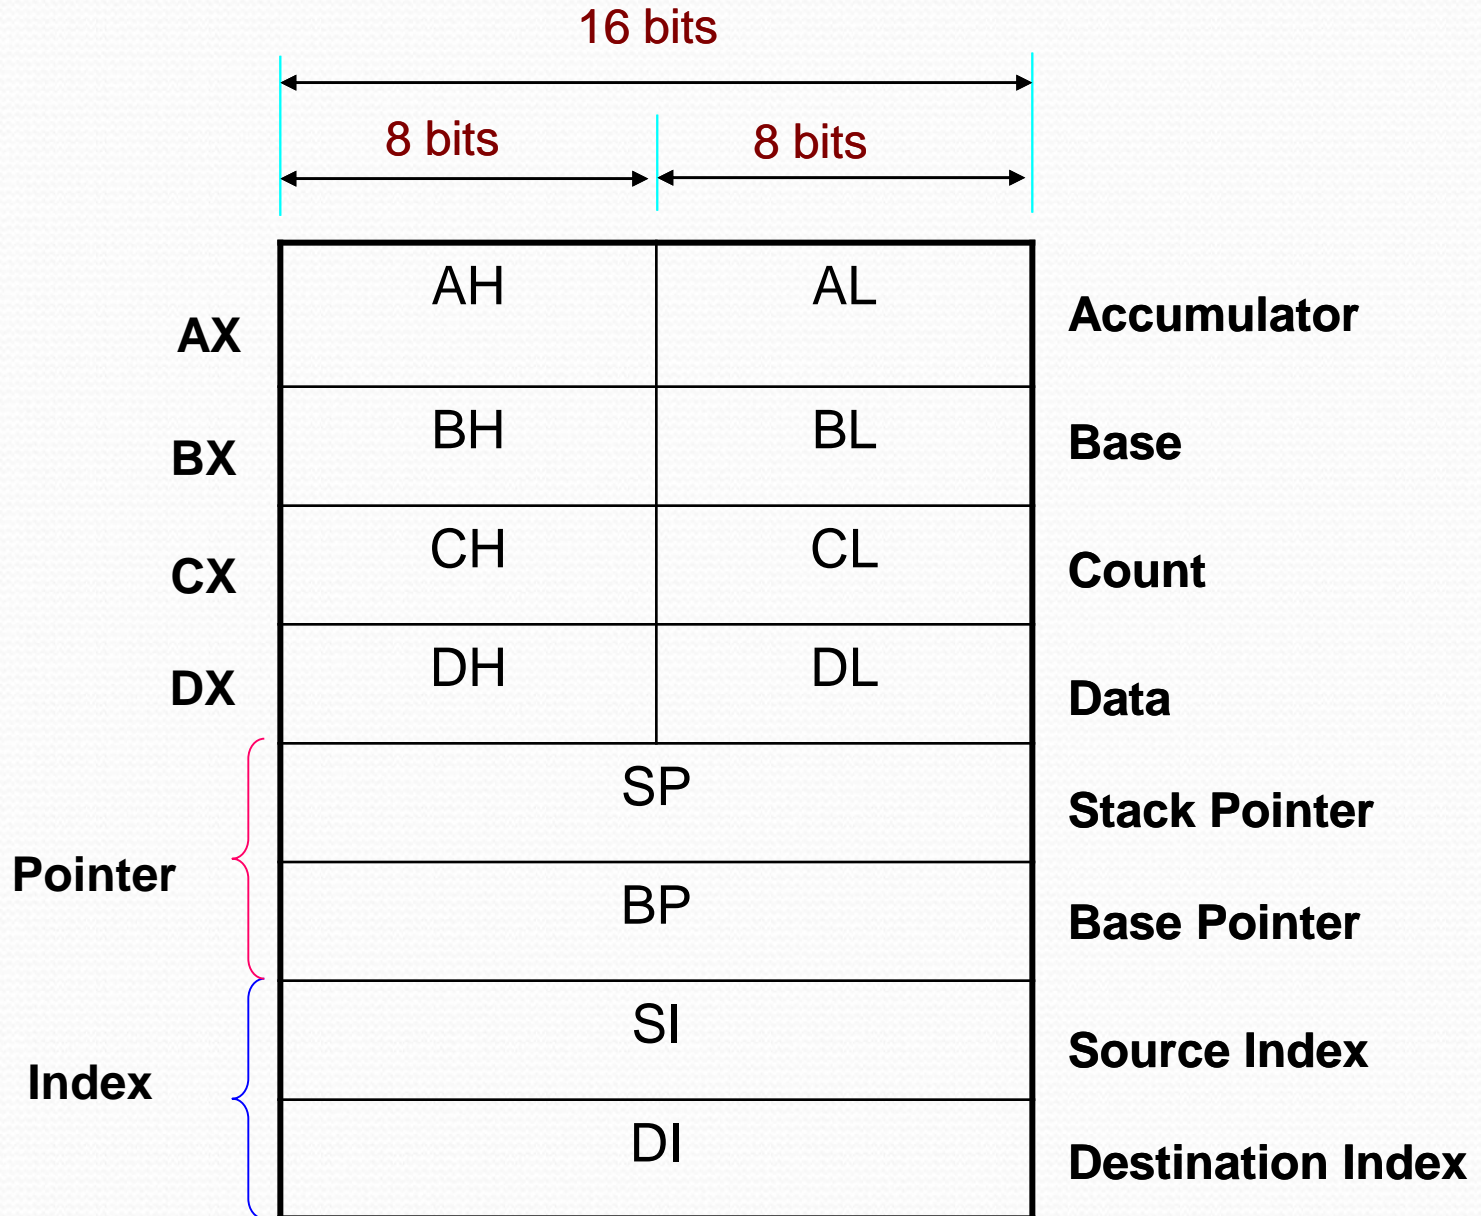 16 bits
8 bits 8 bits
AH AL
AX Accumulator
BH BL
BX Base
CH CL
CX Count
DH DL
DX Data
SP
Stack Pointer
Pointer
BP
Base Pointer
SI
Source Index
Index
DI
Destination Index